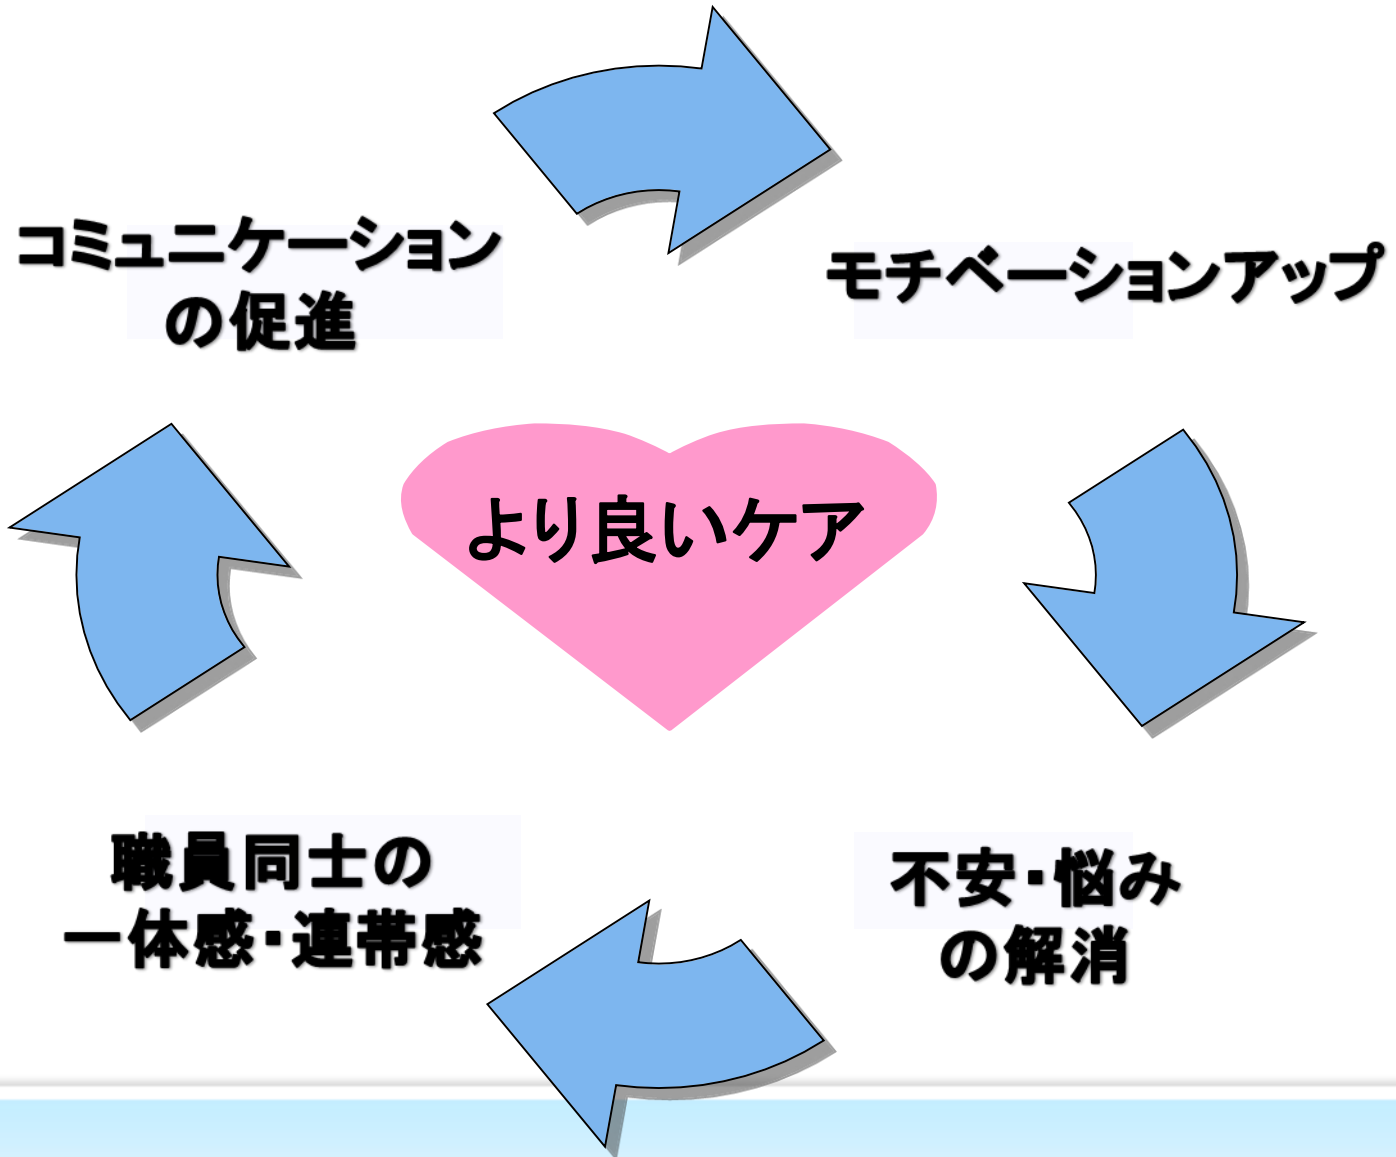 コミュニケーション
の促進
モチベーションアップ
より良いケア
職員同士の
一体感・連帯感
不安・悩み
の解消